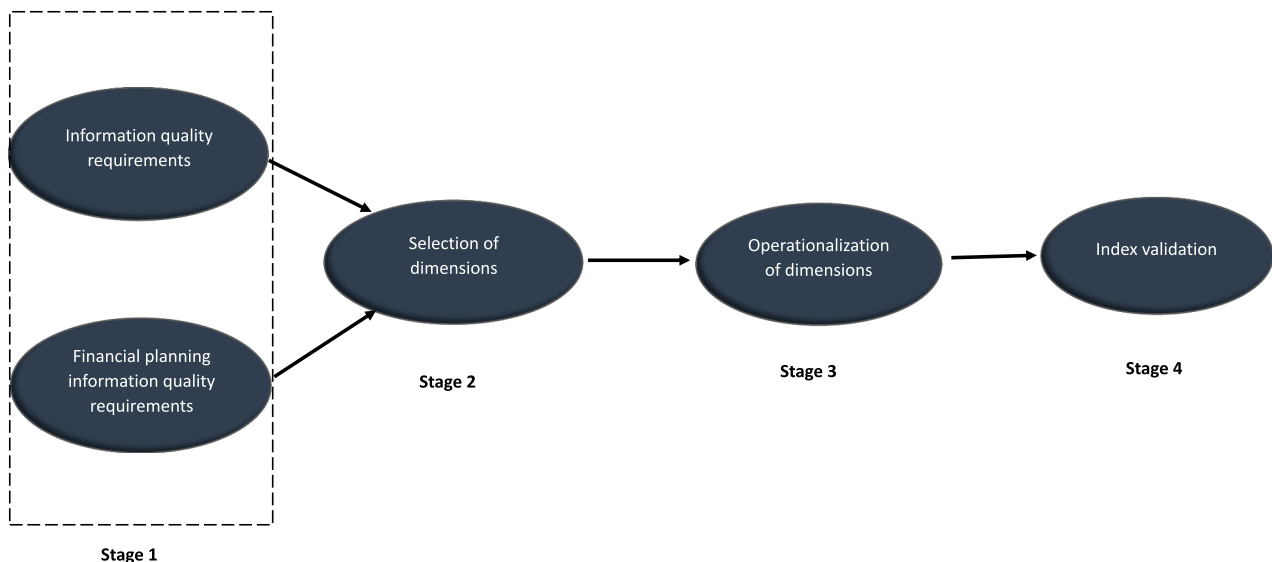 Information quality
requirements
Financial planning
information quality
requirements
Stage 1
Selection of
dimensions
Stage 2
Operationalization
of dimensions
Stage 3
Index validation
Stage 4